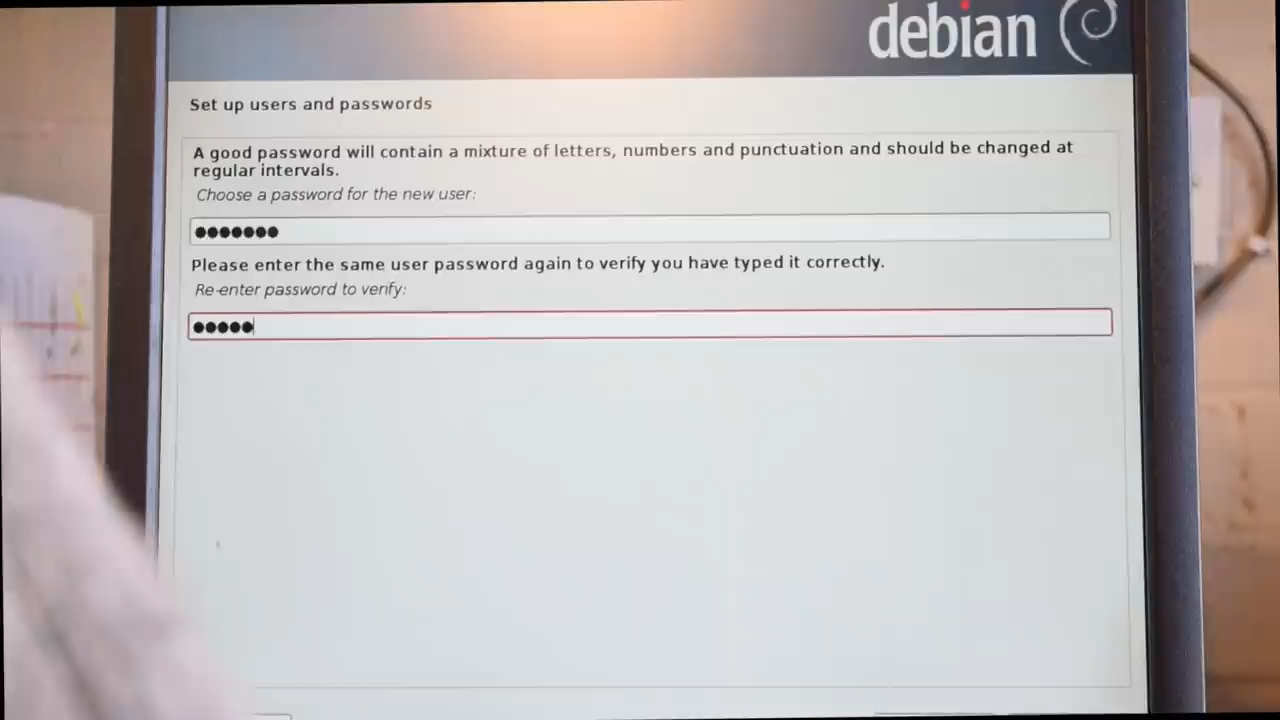 debian
Set up users and passwords
A good password will contain a mixture of letters, numbers and punctuation and should be changed at
regular intervals.
Choose a password for the new user:
●●●●●●●
Please enter the same user password again to verify you have typed it correctly.
Re-enter password to verify:
●●●●●